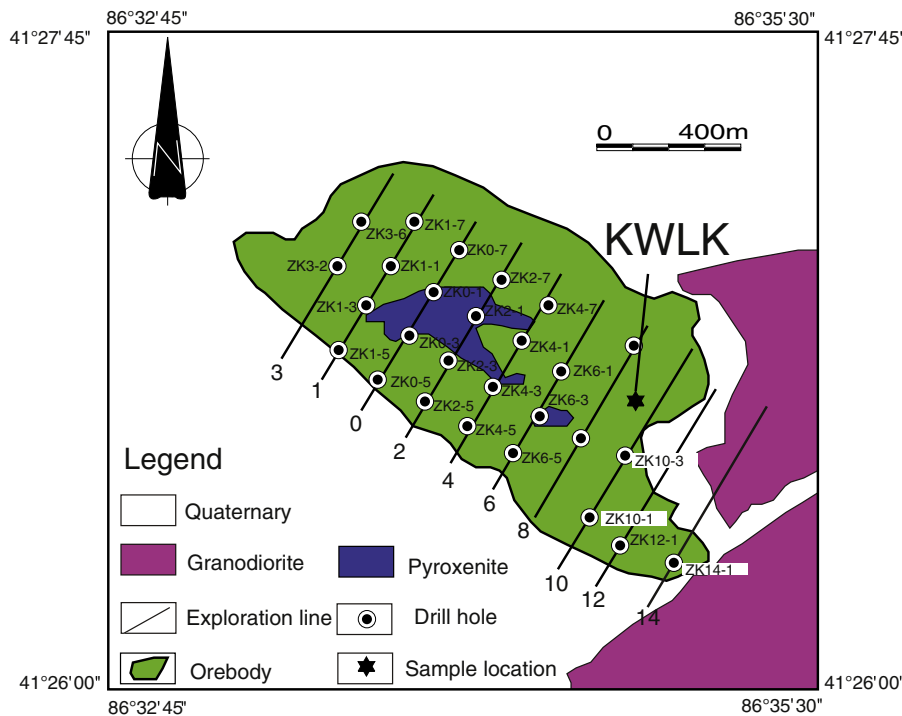 86°32'45"
86°35'30"
41°27'45"
41°27'45"
N
0 400m
KWLK
ZK3-6
ZK1-7
ZK0-7
ZK3-2
ZK1-1
ZK2-7
ZK1-3
ZK0-1
ZK2-1
ZK4-7
ZK1-5
ZK0-3
ZK4-1
ZK2-3
ZK6-1
ZK0-5
ZK4-3
ZK2-5
ZK6-3
ZK4-5
ZK6-5
ZK10-3
ZK10-1
ZK12-1
ZK14-1
3
1
0
2
4
6
8
10
12
14
Legend
Quaternary
Granodiorite
Pyroxenite
Exploration line
Drill hole
Orebody
Sample location
41°26'00"
41°26'00"
86°32'45"
86°35'30"